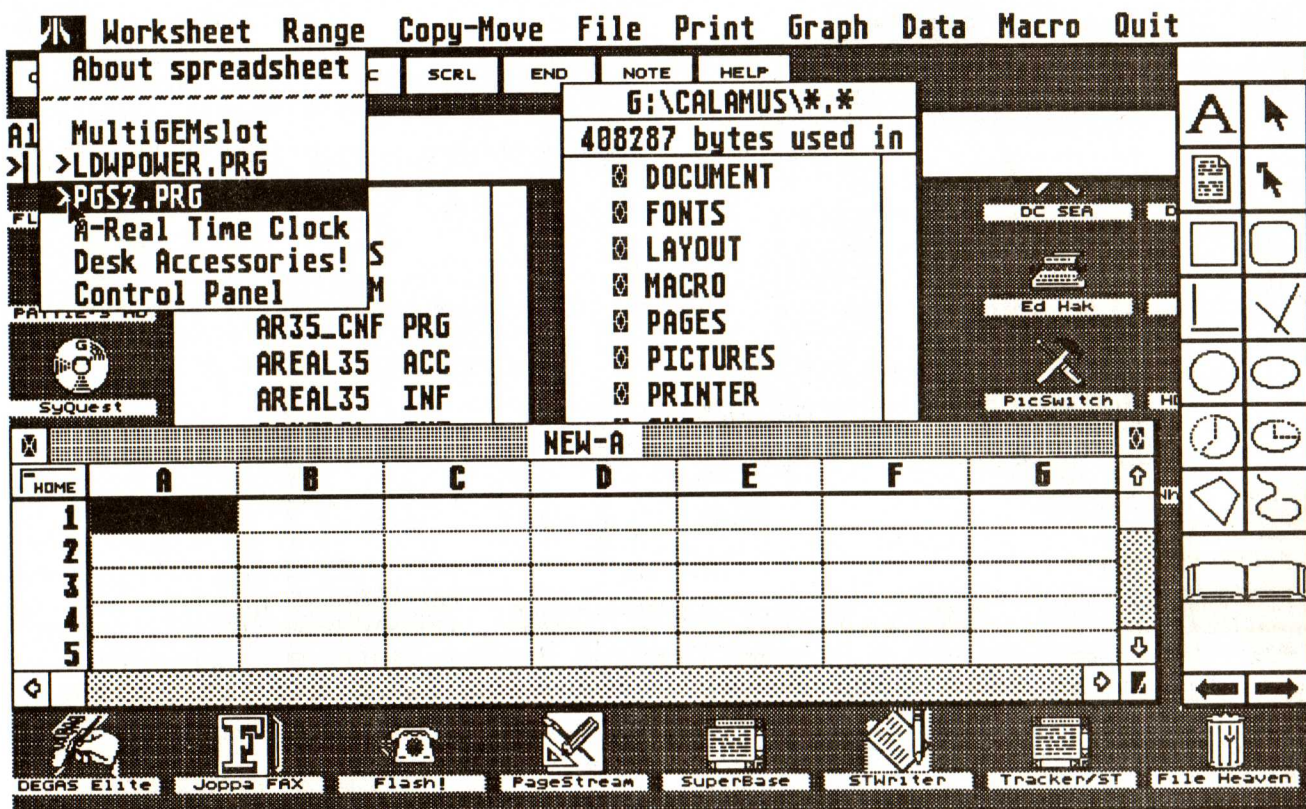 Worksheet Range Copy-Move File Print Graph Data Macro Quit
About spreadsheet
SCRL END NOTE HELP
MultiGEMslot
>LDWPOWER.PRG
>PGS2.PRG
A-Real Time Clock
Desk Accessories!
Control Panel
A1
>
FL
S
M
G:\CALAMUS\*.*
408287 bytes used in
DOCUMENT
FONTS
LAYOUT
MACRO
PAGES
PICTURES
PRINTER
AR35_CNF PRG
AREAL35 ACC
AREAL35 INF
G
SyQuest
DC SEA
D
Ed Hak
PicSwitch
A
NEW-A
HOME A B C D E F G
1
2
3
4
5
DEGAS Elite
F
Joppa FAX
Flash!
PageStream
SuperBase
STWriter
Tracker/ST
File Heaven